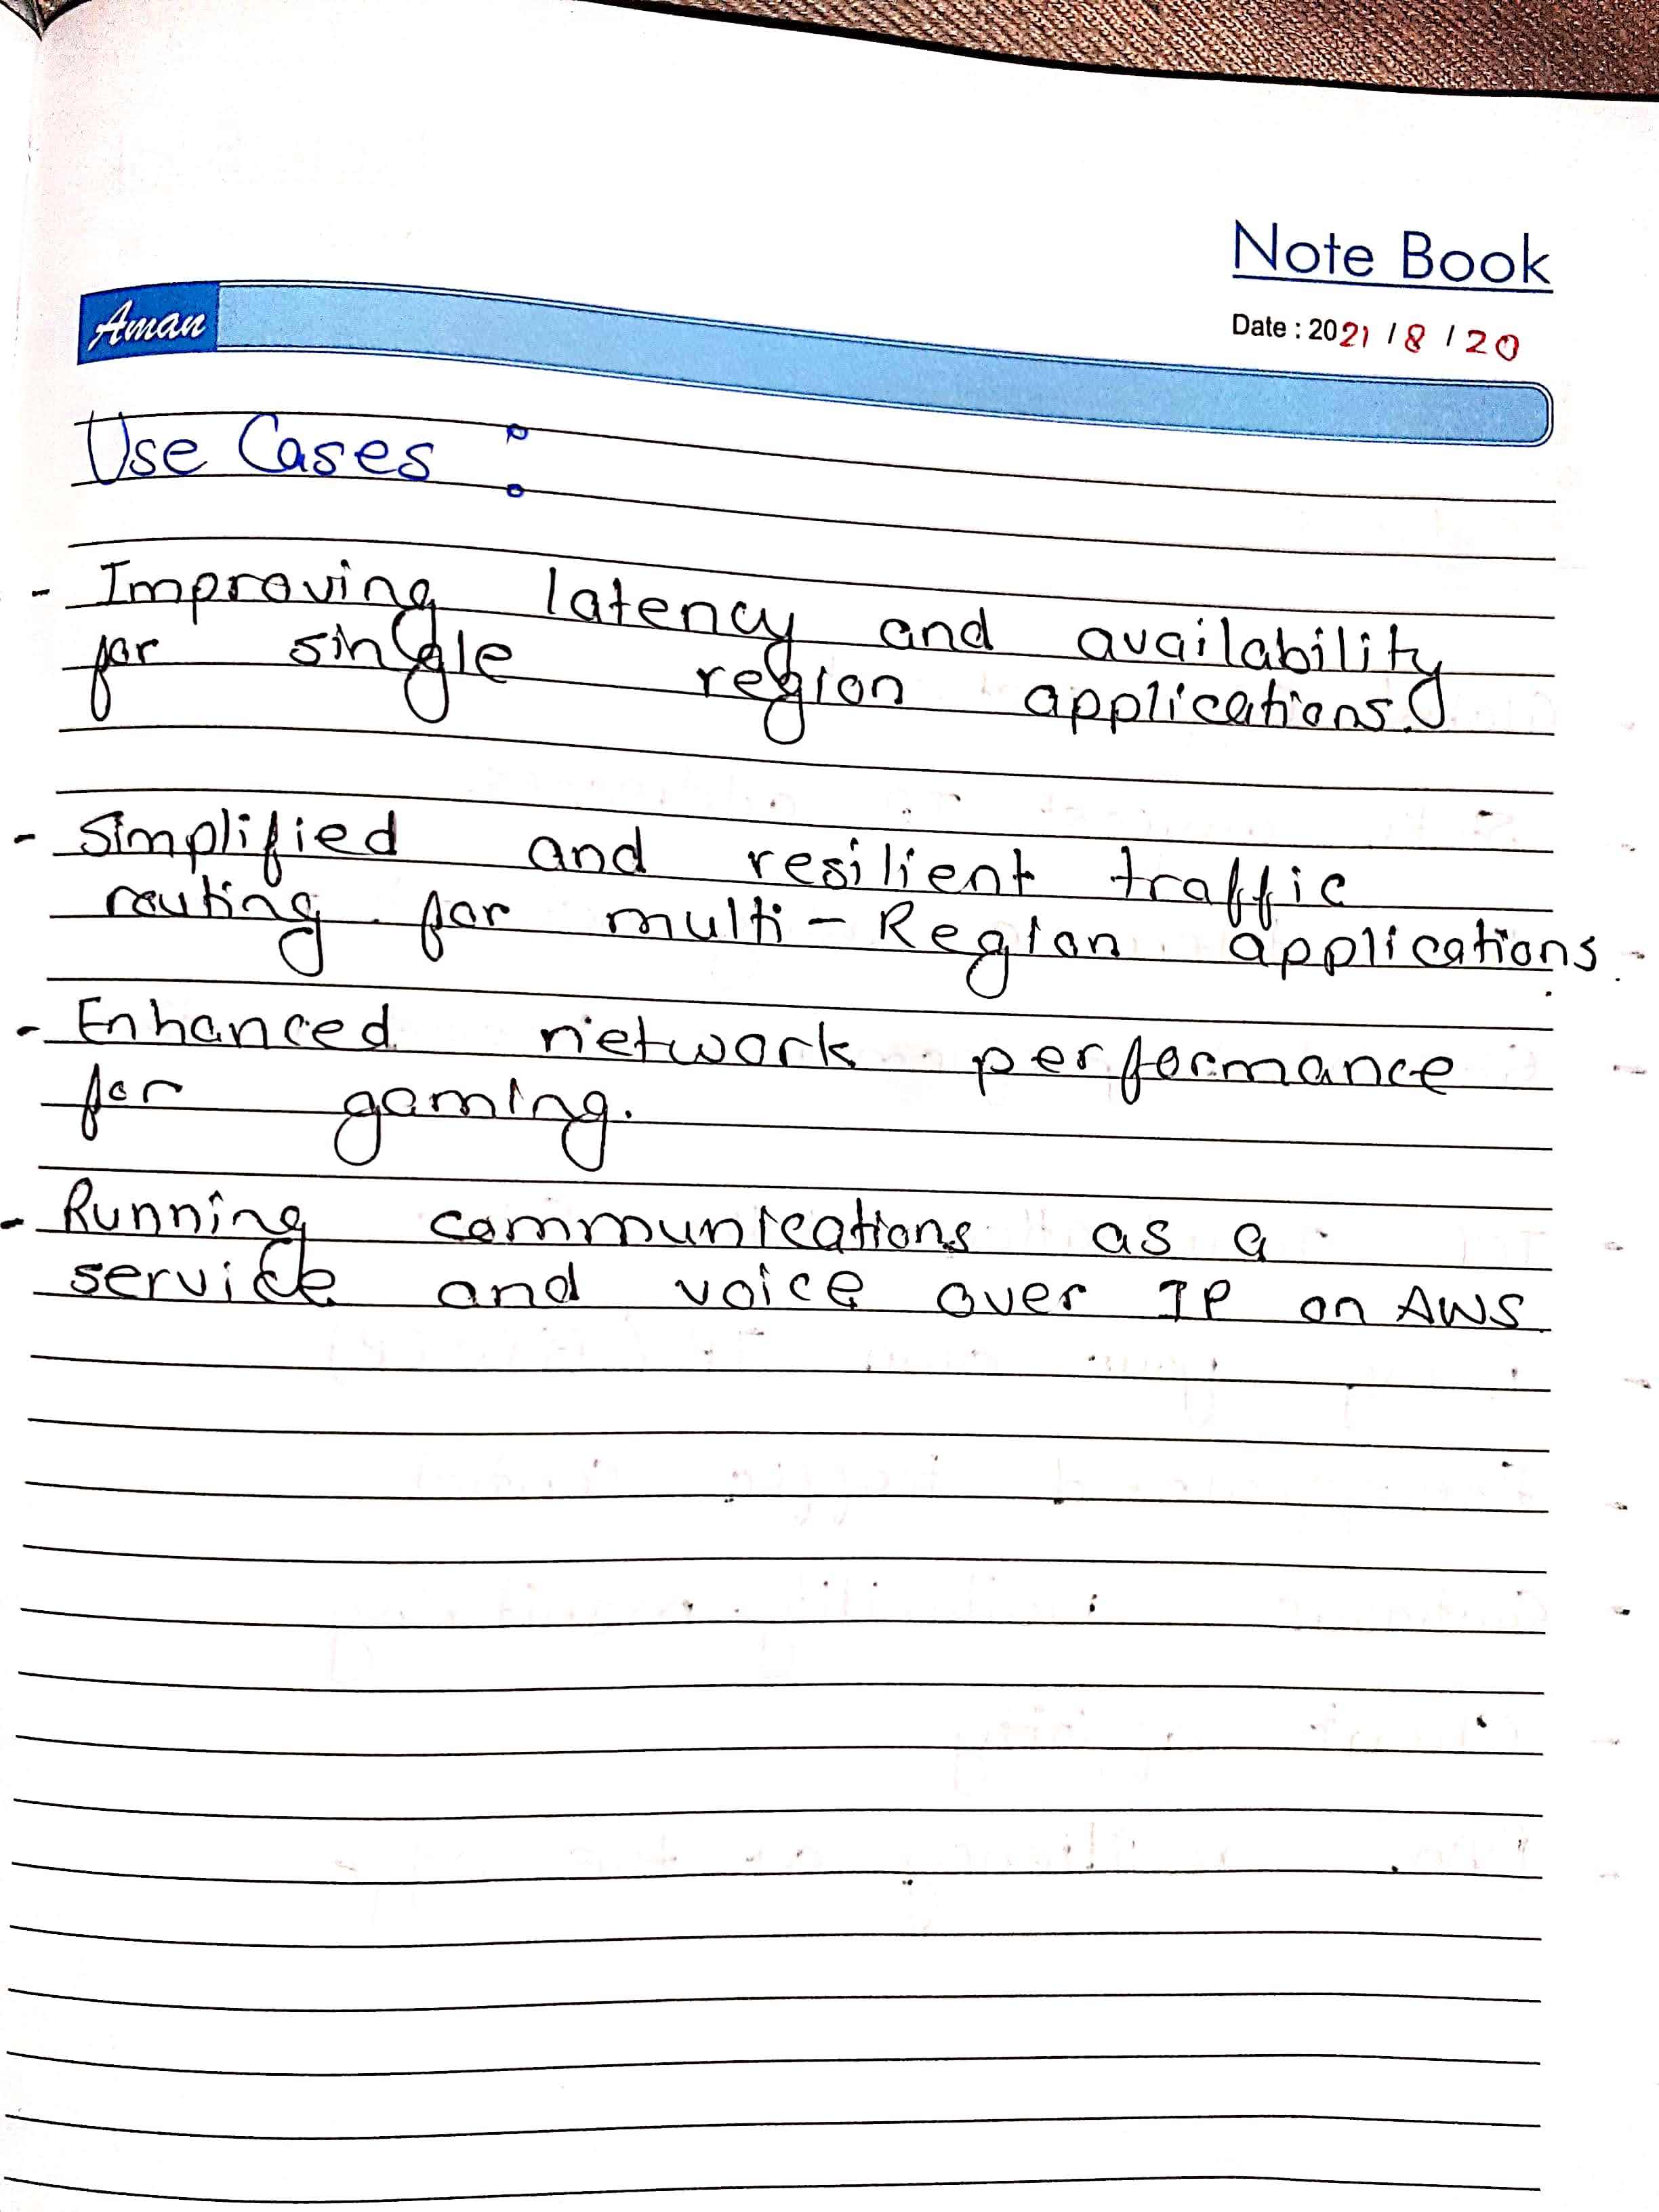 Note Book
Aman
Date : 2021 / 8 / 20
Use Cases :
- Improving latency and availability
for single region applications.
- Simplified and resilient traffic
routing for multi - Region applications.
- Enhanced network performance
for gaming.
- Running communications as a
service and voice over IP on AWS.